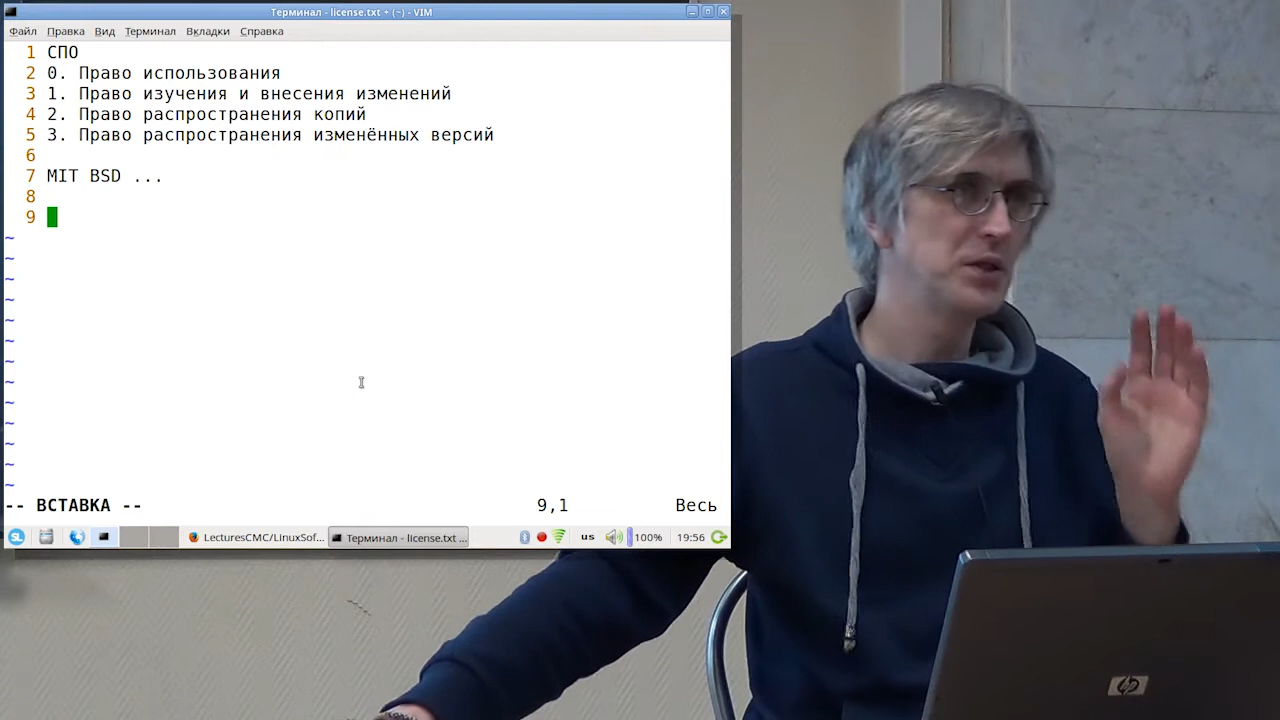 Терминал - license.txt + (~) - VIM
Файл Правка Вид Терминал Вкладки Справка
1 СПО
2 0. Право использования
3 1. Право изучения и внесения изменений
4 2. Право распространения копий
5 3. Право распространения изменённых версий
6
7 MIT BSD ...
8
9
~
~
~
~
~
~
~
~
~
~
~
~
~
-- ВСТАВКА -- 9,1 Весь
SL LecturesCMC/LinuxSof... Терминал - license.txt ... us 100% 19:56
hp